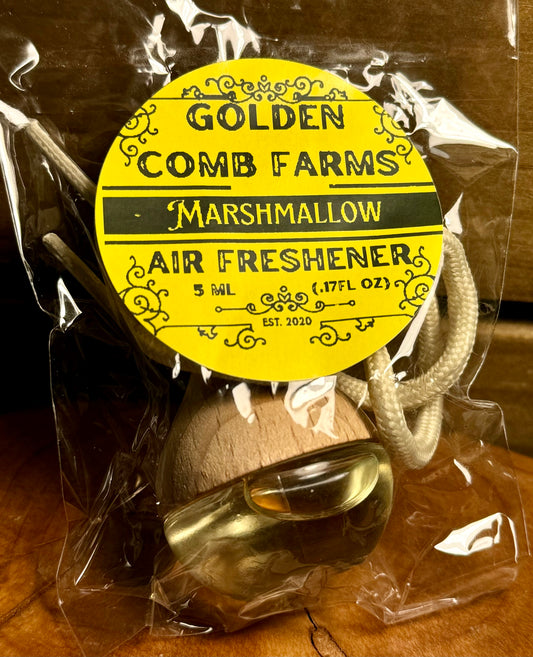 GOLDEN
COMB FARMS
MARSHMALLOW
AIR FRESHENER
5 ML (.17FL OZ)
EST. 2020